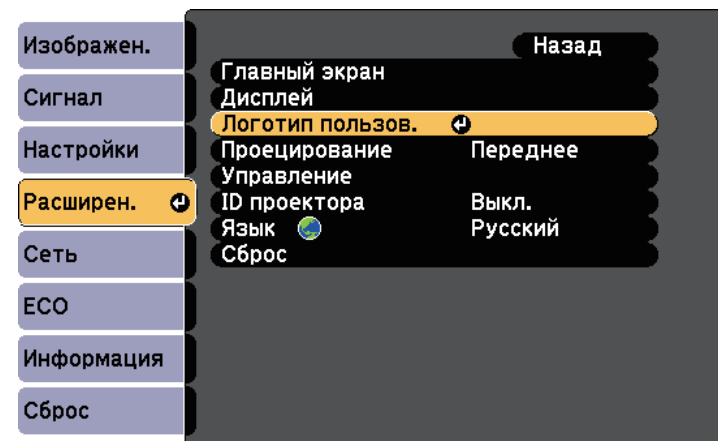 Изображен.
Сигнал
Настройки
Расширен.
Сеть
ECO
Информация
Сброс
Назад
Главный экран
Дисплей
Логотип пользов.
Проецирование Переднее
Управление
ID проектора Выкл.
Язык Русский
Сброс